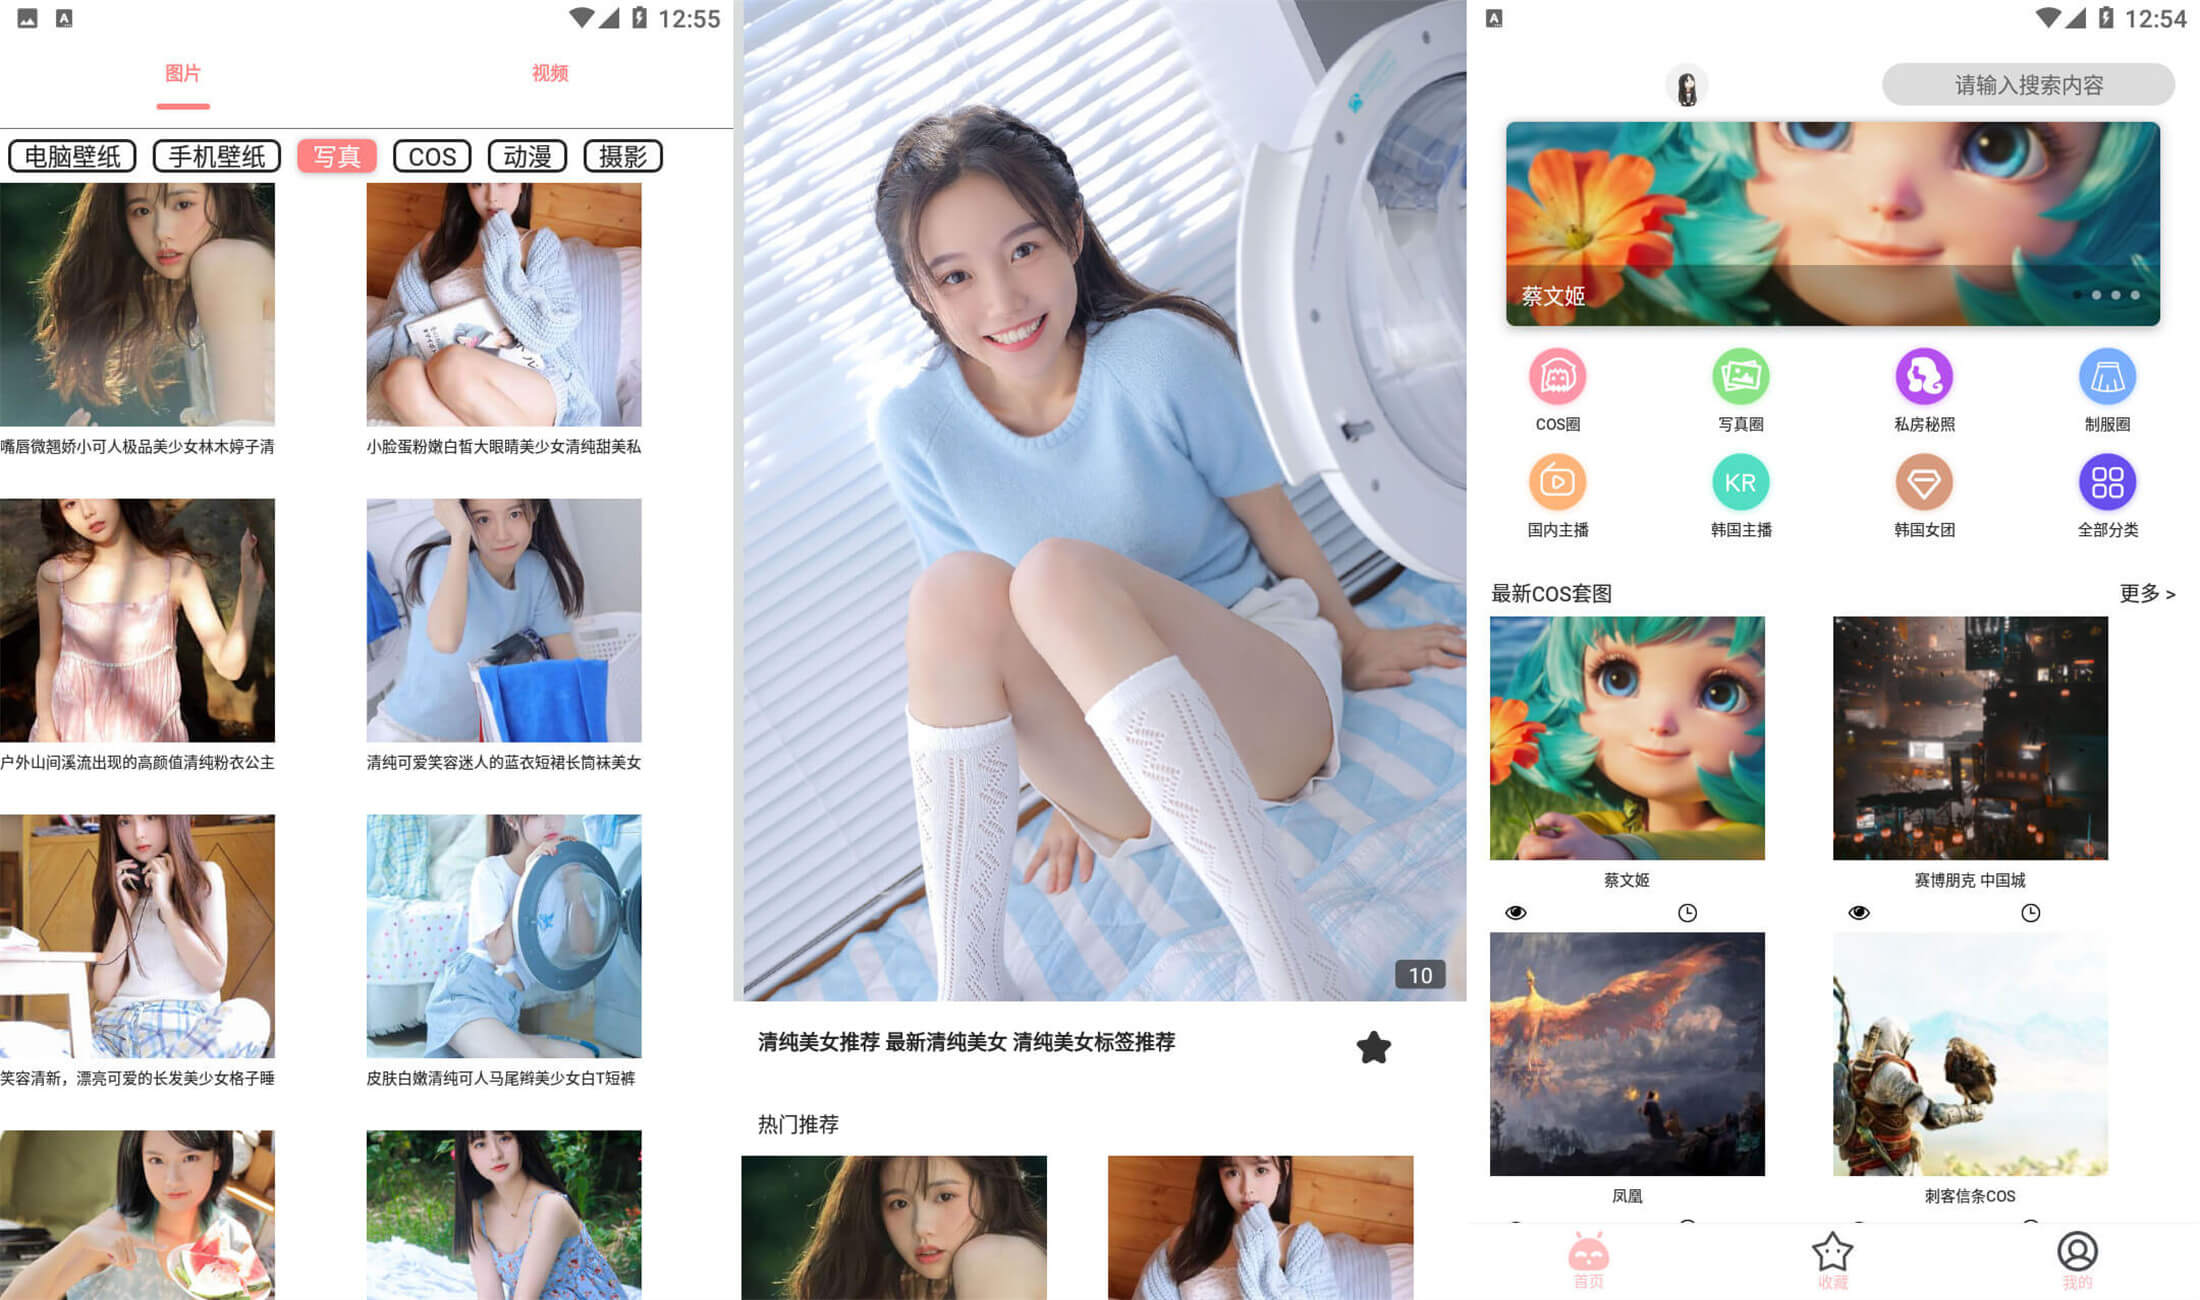 12:55
图片
视频
电脑壁纸
手机壁纸
写真
COS
动漫
摄影
嘴唇微翘娇小可人极品美少女林木婷子清
小脸蛋粉嫩白皙大眼睛美少女清纯甜美私
户外山间溪流出现的高颜值清纯粉衣公主
清纯可爱笑容迷人的蓝衣短裙长筒袜美女
笑容清新，漂亮可爱的长发美少女格子睡
皮肤白嫩清纯可人马尾辫美少女白T短裤
10
清纯美女推荐 最新清纯美女 清纯美女标签推荐
热门推荐
12:54
请输入搜索内容
蔡文姬
COS圈
写真圈
私房秘照
制服圈
KR
国内主播
韩国主播
韩国女团
全部分类
最新COS套图
更多 >
蔡文姬
赛博朋克 中国城
凤凰
刺客信条COS
首页
收藏
我的